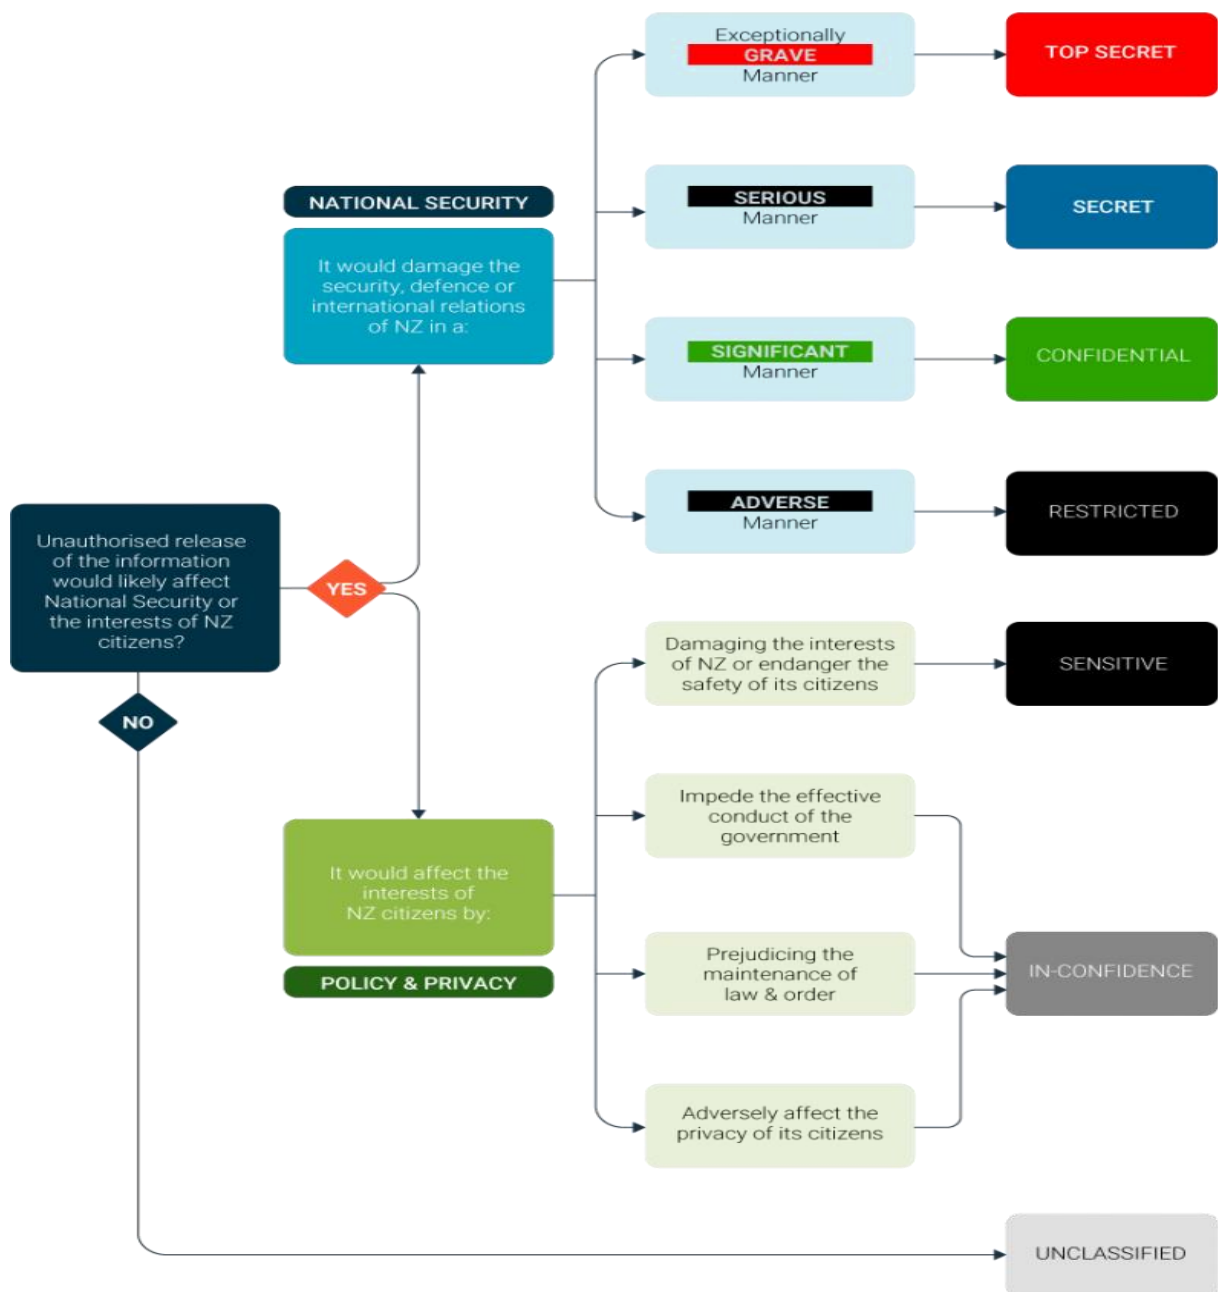 Exceptionally
GRAVE
Manner
TOP SECRET
NATIONAL SECURITY
SERIOUS
Manner
SECRET
It would damage the
security, defence or
international relations
of NZ in a:
SIGNIFICANT
Manner
CONFIDENTIAL
ADVERSE
Manner
RESTRICTED
Unauthorised release
of the information
would likely affect
National Security or
the interests of NZ
citizens?
YES
NO
Damaging the interests
of NZ or endanger the
safety of its citizens
SENSITIVE
Impede the effective
conduct of the
government
It would affect the
interests of
NZ citizens by:
POLICY & PRIVACY
Prejudicing the
maintenance of
law & order
IN-CONFIDENCE
Adversely affect the
privacy of its citizens
UNCLASSIFIED